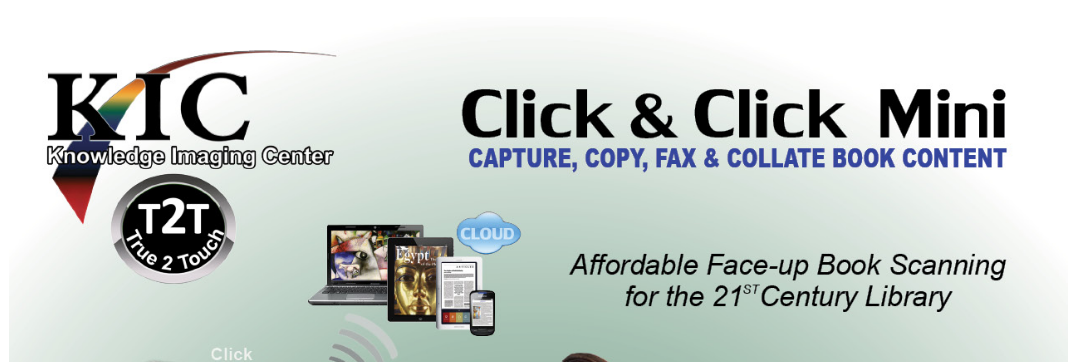 KIC
Knowledge Imaging Center
T2T
True 2 Touch
Click & Click Mini
CAPTURE, COPY, FAX & COLLATE BOOK CONTENT
CLOUD
Egypt
Affordable Face-up Book Scanning
for the 21ST Century Library
Click